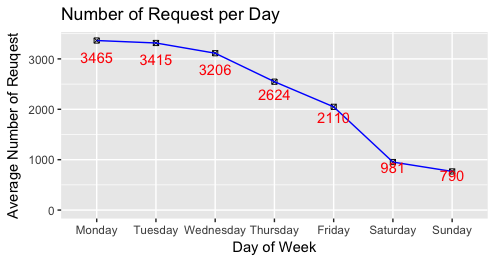 Number of Request per Day
Average Number of Reuqest
3000
2000
1000
0
3465
3415
3206
2624
2110
981
790
Monday Tuesday Wednesday Thursday Friday Saturday Sunday
Day of Week